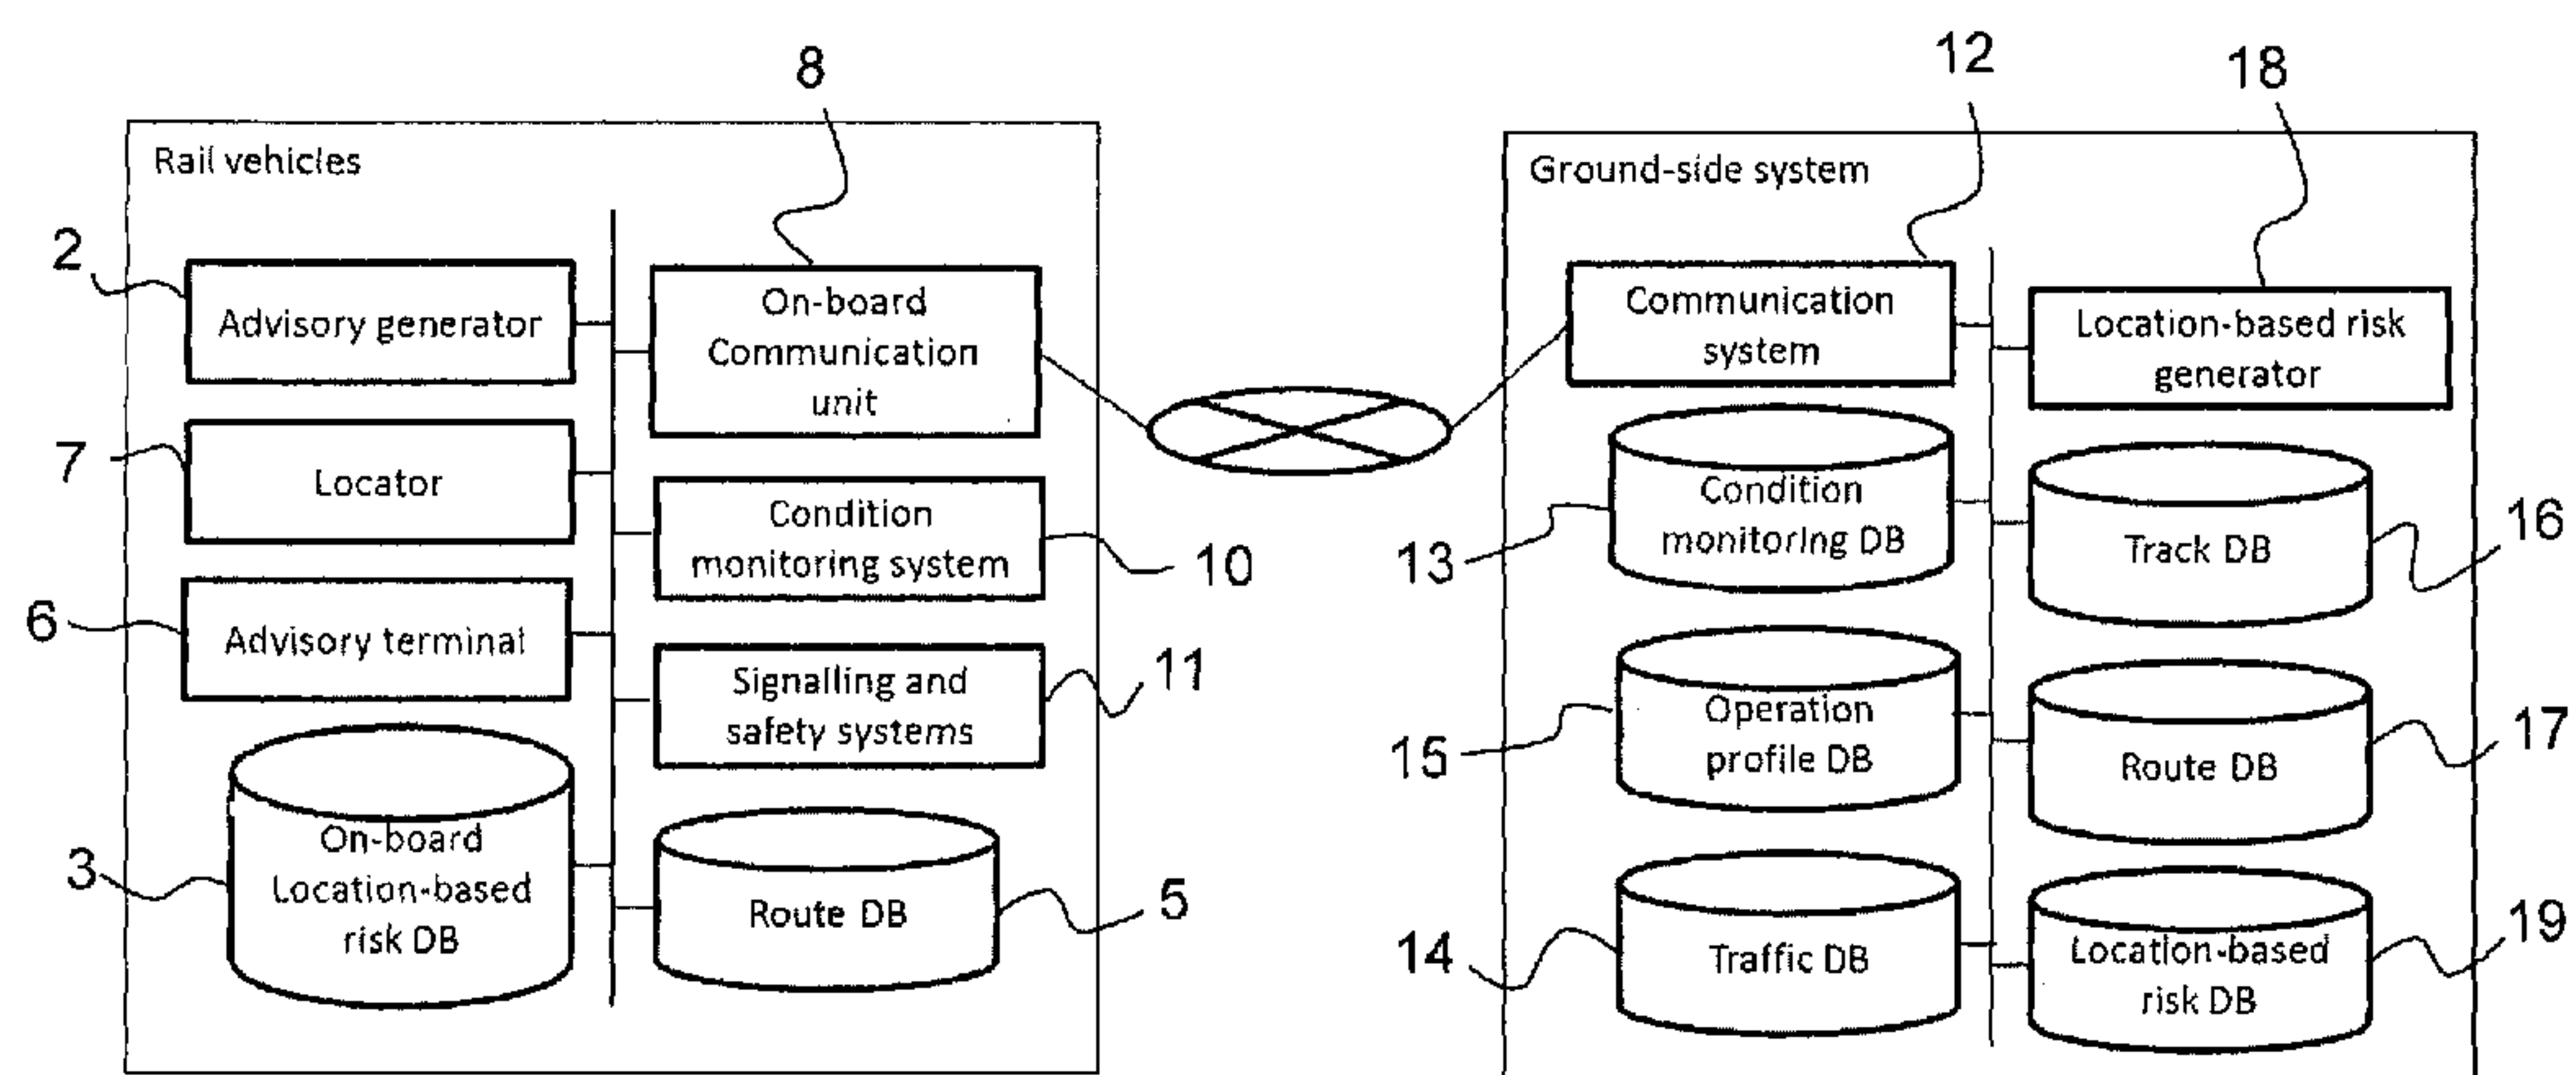 8
12
18
Rail vehicles
Ground-side system
2
Advisory generator
On-board
Communication
unit
Communication
system
Location-based risk
generator
7
Locator
Condition
monitoring system
10
13
Condition
monitoring DB
Track DB
16
6
Advisory terminal
Signalling and
safety systems
11
15
Operation
profile DB
Route DB
17
3
On-board
Location-based
risk DB
Route DB
5
14
Traffic DB
Location-based
risk DB
19